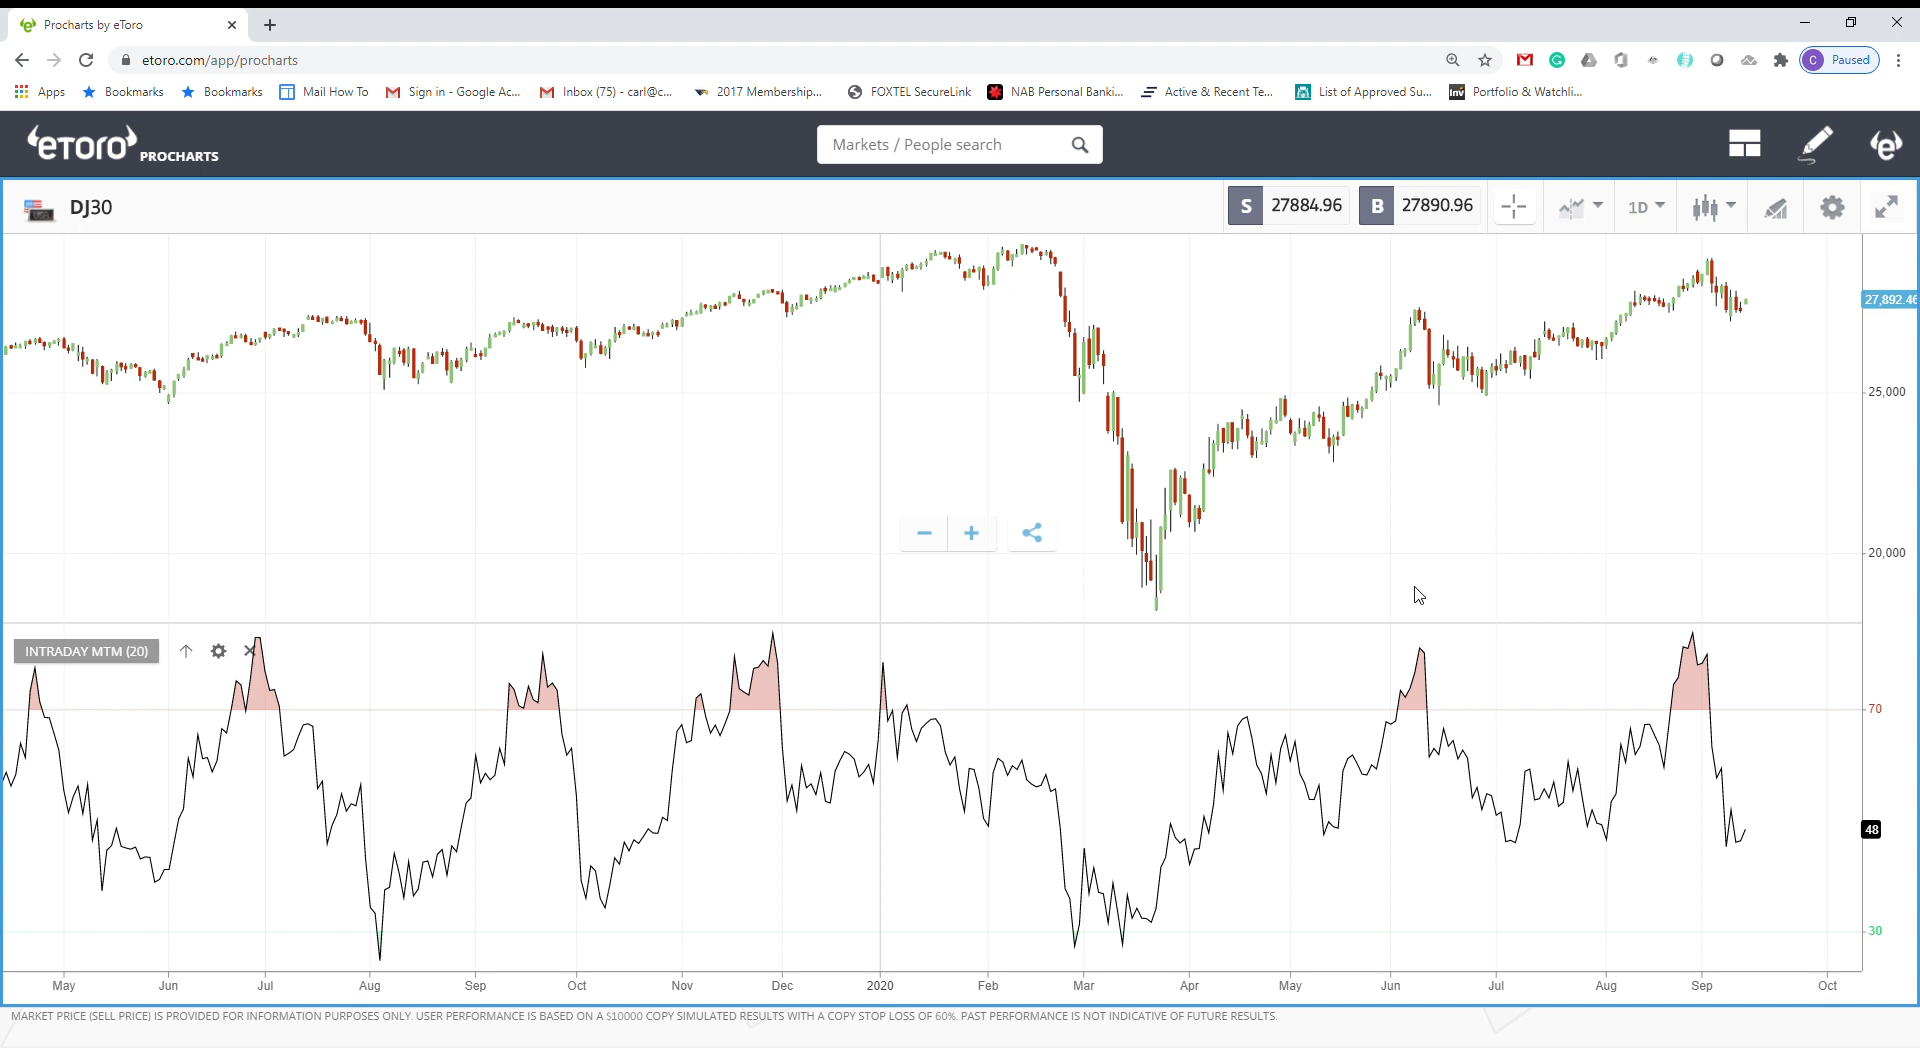 Procharts by eToro
etoro.com/app/procharts
C Paused
Apps Bookmarks Bookmarks Mail How To Sign in - Google Ac... Inbox (75) - carl@c... 2017 Membership... FOXTEL SecureLink NAB Personal Banki... Active & Recent Te... List of Approved Su... Inv Portfolio & Watchli...
eToro PROCHARTS
Markets / People search
DJ30
S 27884.96 B 27890.96 1D
27,892.46
25,000
20,000
INTRADAY MTM (20)
70
48
30
May Jun Jul Aug Sep Oct Nov Dec 2020 Feb Mar Apr May Jun Jul Aug Sep Oct
MARKET PRICE (SELL PRICE) IS PROVIDED FOR INFORMATION PURPOSES ONLY. USER PERFORMANCE IS BASED ON A $10000 COPY SIMULATED RESULTS WITH A COPY STOP LOSS OF 60%. PAST PERFORMANCE IS NOT INDICATIVE OF FUTURE RESULTS.